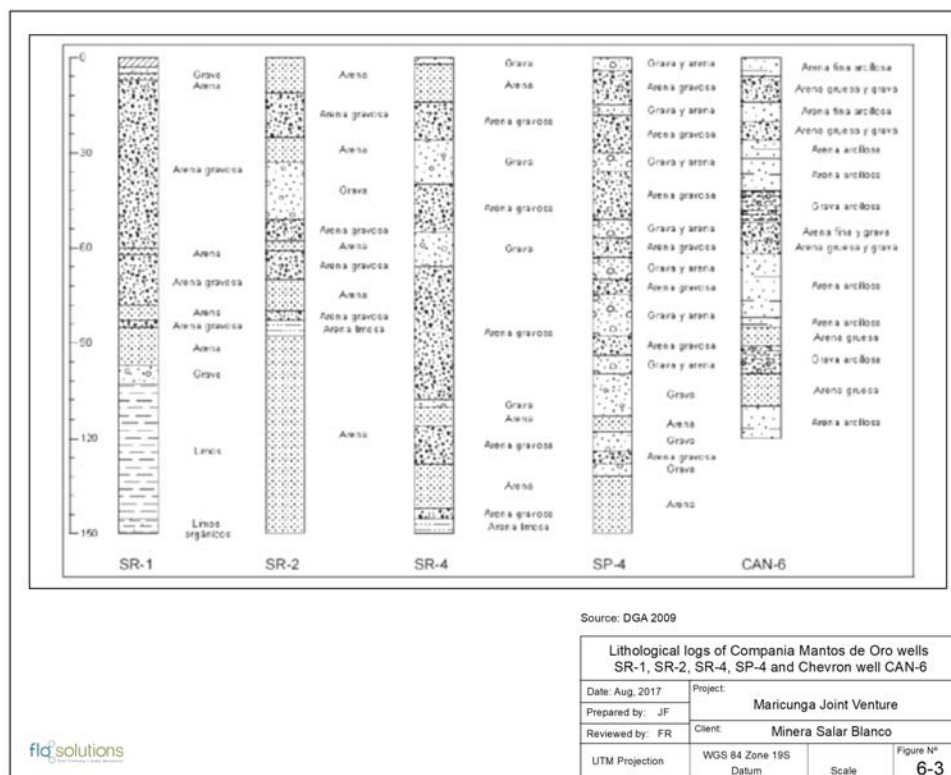 0
30
60
90
120
150
Grava
Arena
Arena gravosa
Arena
Arena gravosa
Arena
Arena gravosa
Arena
Grava
Limos
Limos
orgánicos
SR-1
Arena
Arena gravosa
Arena
Grava
Arena gravosa
Arena
Arena gravosa
Arena
Arena gravosa
Arena limosa
Arena
SR-2
Grava
Arena
Arena gravosa
Grava
Arena gravosa
Grava
Arena gravosa
Grava
Arena
Arena gravosa
Arena
Arena gravosa
Arena limosa
SR-4
Grava y arena
Arena gravosa
Grava y arena
Arena gravosa
Grava y arena
Arena gravosa
Grava y arena
Arena gravosa
Grava y arena
Arena gravosa
Grava y arena
Arena gravosa
Grava y arena
Grava
Arena
Grava
Arena gravosa
Grava
Arena
SP-4
Arena fina arcillosa
Arena gruesa y grava
Arena fina arcillosa
Arena gruesa y grava
Arena arcillosa
Arena arcillosa
Grava arcillosa
Arena fina y grava
Arena gruesa y grava
Arena arcillosa
Arena arcillosa
Arena gruesa
Grava arcillosa
Arena gruesa
Arena arcillosa
CAN-6
Source: DGA 2009
Lithological logs of Compania Mantos de Oro wells
SR-1, SR-2, SR-4, SP-4 and Chevron well CAN-6
Date: Aug, 2017
Prepared by: JF
Reviewed by: FR
Project:
Maricunga Joint Venture
Client: Minera Salar Blanco
UTM Projection
WGS 84 Zone 19S
Datum
Scale
Figure Nº
6-3
flosolutions